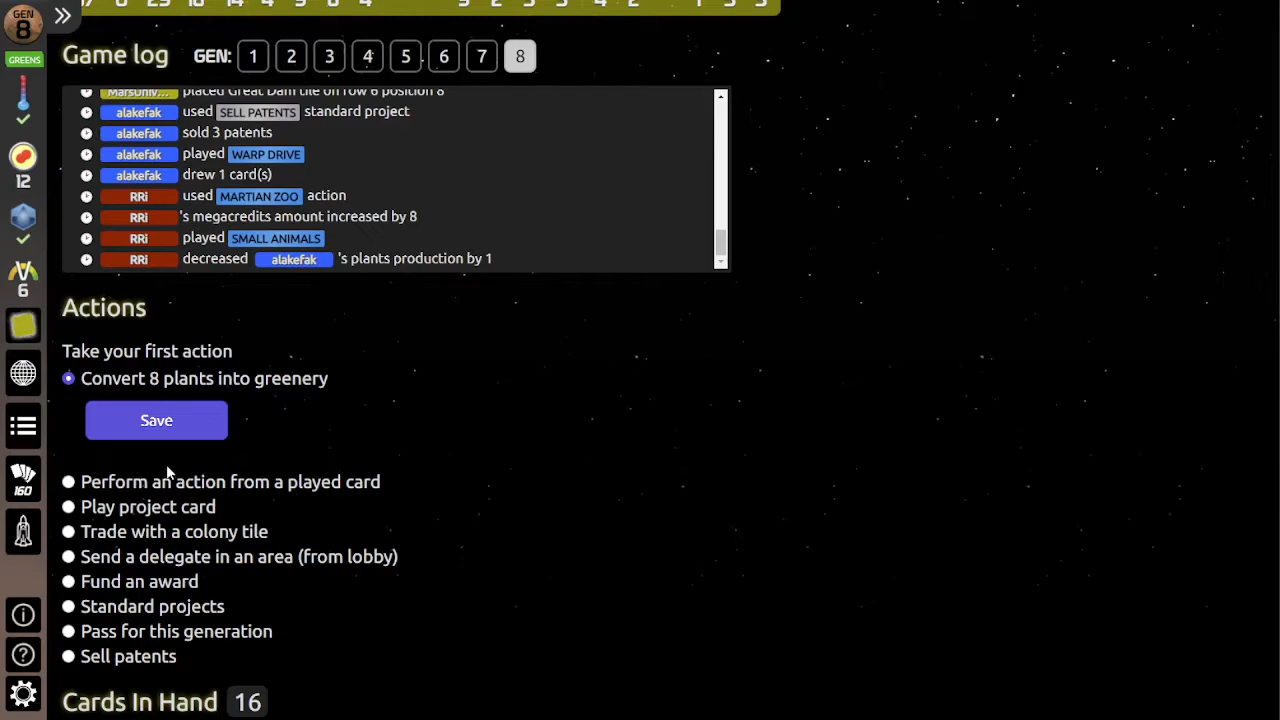 GEN
8
Game log GEN: 1 2 3 4 5 6 7 8
GREENS
MarsUniv... placed Great Dam tile on row 6 position 8
alakefak used SELL PATENTS standard project
alakefak sold 3 patents
alakefak played WARP DRIVE
alakefak drew 1 card(s)
RRi used MARTIAN ZOO action
RRi 's megacredits amount increased by 8
RRi played SMALL ANIMALS
RRi decreased alakefak 's plants production by 1
12
6
Actions
Take your first action
Convert 8 plants into greenery
Save
Perform an action from a played card
160
Play project card
Trade with a colony tile
Send a delegate in an area (from lobby)
Fund an award
Standard projects
Pass for this generation
Sell patents
Cards In Hand 16